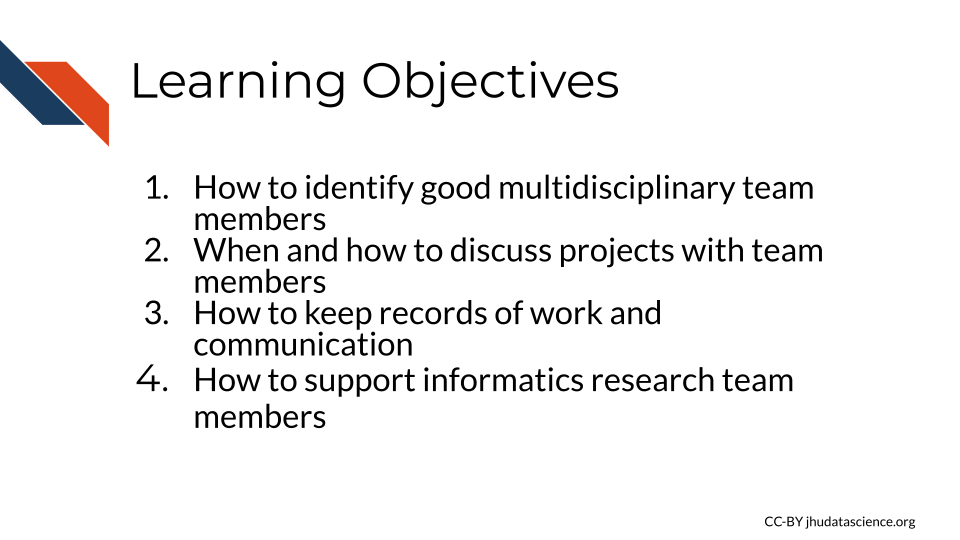 Learning Objectives
1. How to identify good multidisciplinary team
members
2. When and how to discuss projects with team
members
3. How to keep records of work and
communication
4. How to support informatics research team
members
CC-BY jhudatascience.org